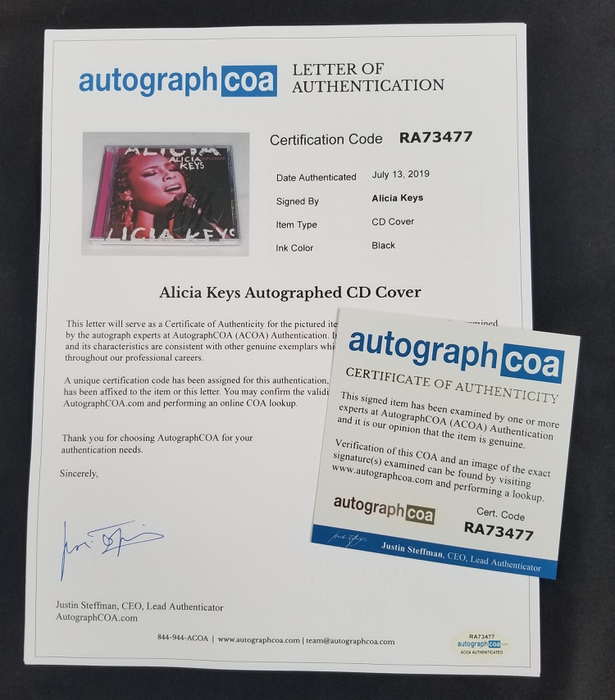 autographcoa
LETTER OF
AUTHENTICATION
Certification Code RA73477
ALICIA
ALICIA
KEYS
LICIA KEYS
Date Authenticated July 13, 2019
Signed By Alicia Keys
Item Type CD Cover
Ink Color Black
Alicia Keys Autographed CD Cover
This letter will serve as a Certificate of Authenticity for the pictured
by the autograph experts at AutographCOA (ACOA) Authentication.
and its characteristics are consistent with other genuine exemplars
throughout our professional careers.
A unique certification code has been assigned for this authentication,
has been affixed to the item or this letter. You may confirm the
AutographCOA.com and performing an online COA lookup.
Thank you for choosing AutographCOA for your
authentication needs.
Sincerely,
Justin Steffman, CEO, Lead Authenticator
AutographCOA.com
844-944-ACOA | www.autographcoa.com | team@autographcoa.com
RA73477
autographcoa
ACOA AUTHENTICATED
autographcoa
CERTIFICATE OF AUTHENTICITY
This signed item has been examined by one or more
experts at AutographCOA (ACOA) Authentication
and it is our opinion that the item is genuine.
Verification of this COA and an image of the exact
signature(s) examined can be found by visiting
www.autographcoa.com and performing a lookup.
autographcoa
Cert. Code
RA73477
Justin Steffman, CEO, Lead Authenticator